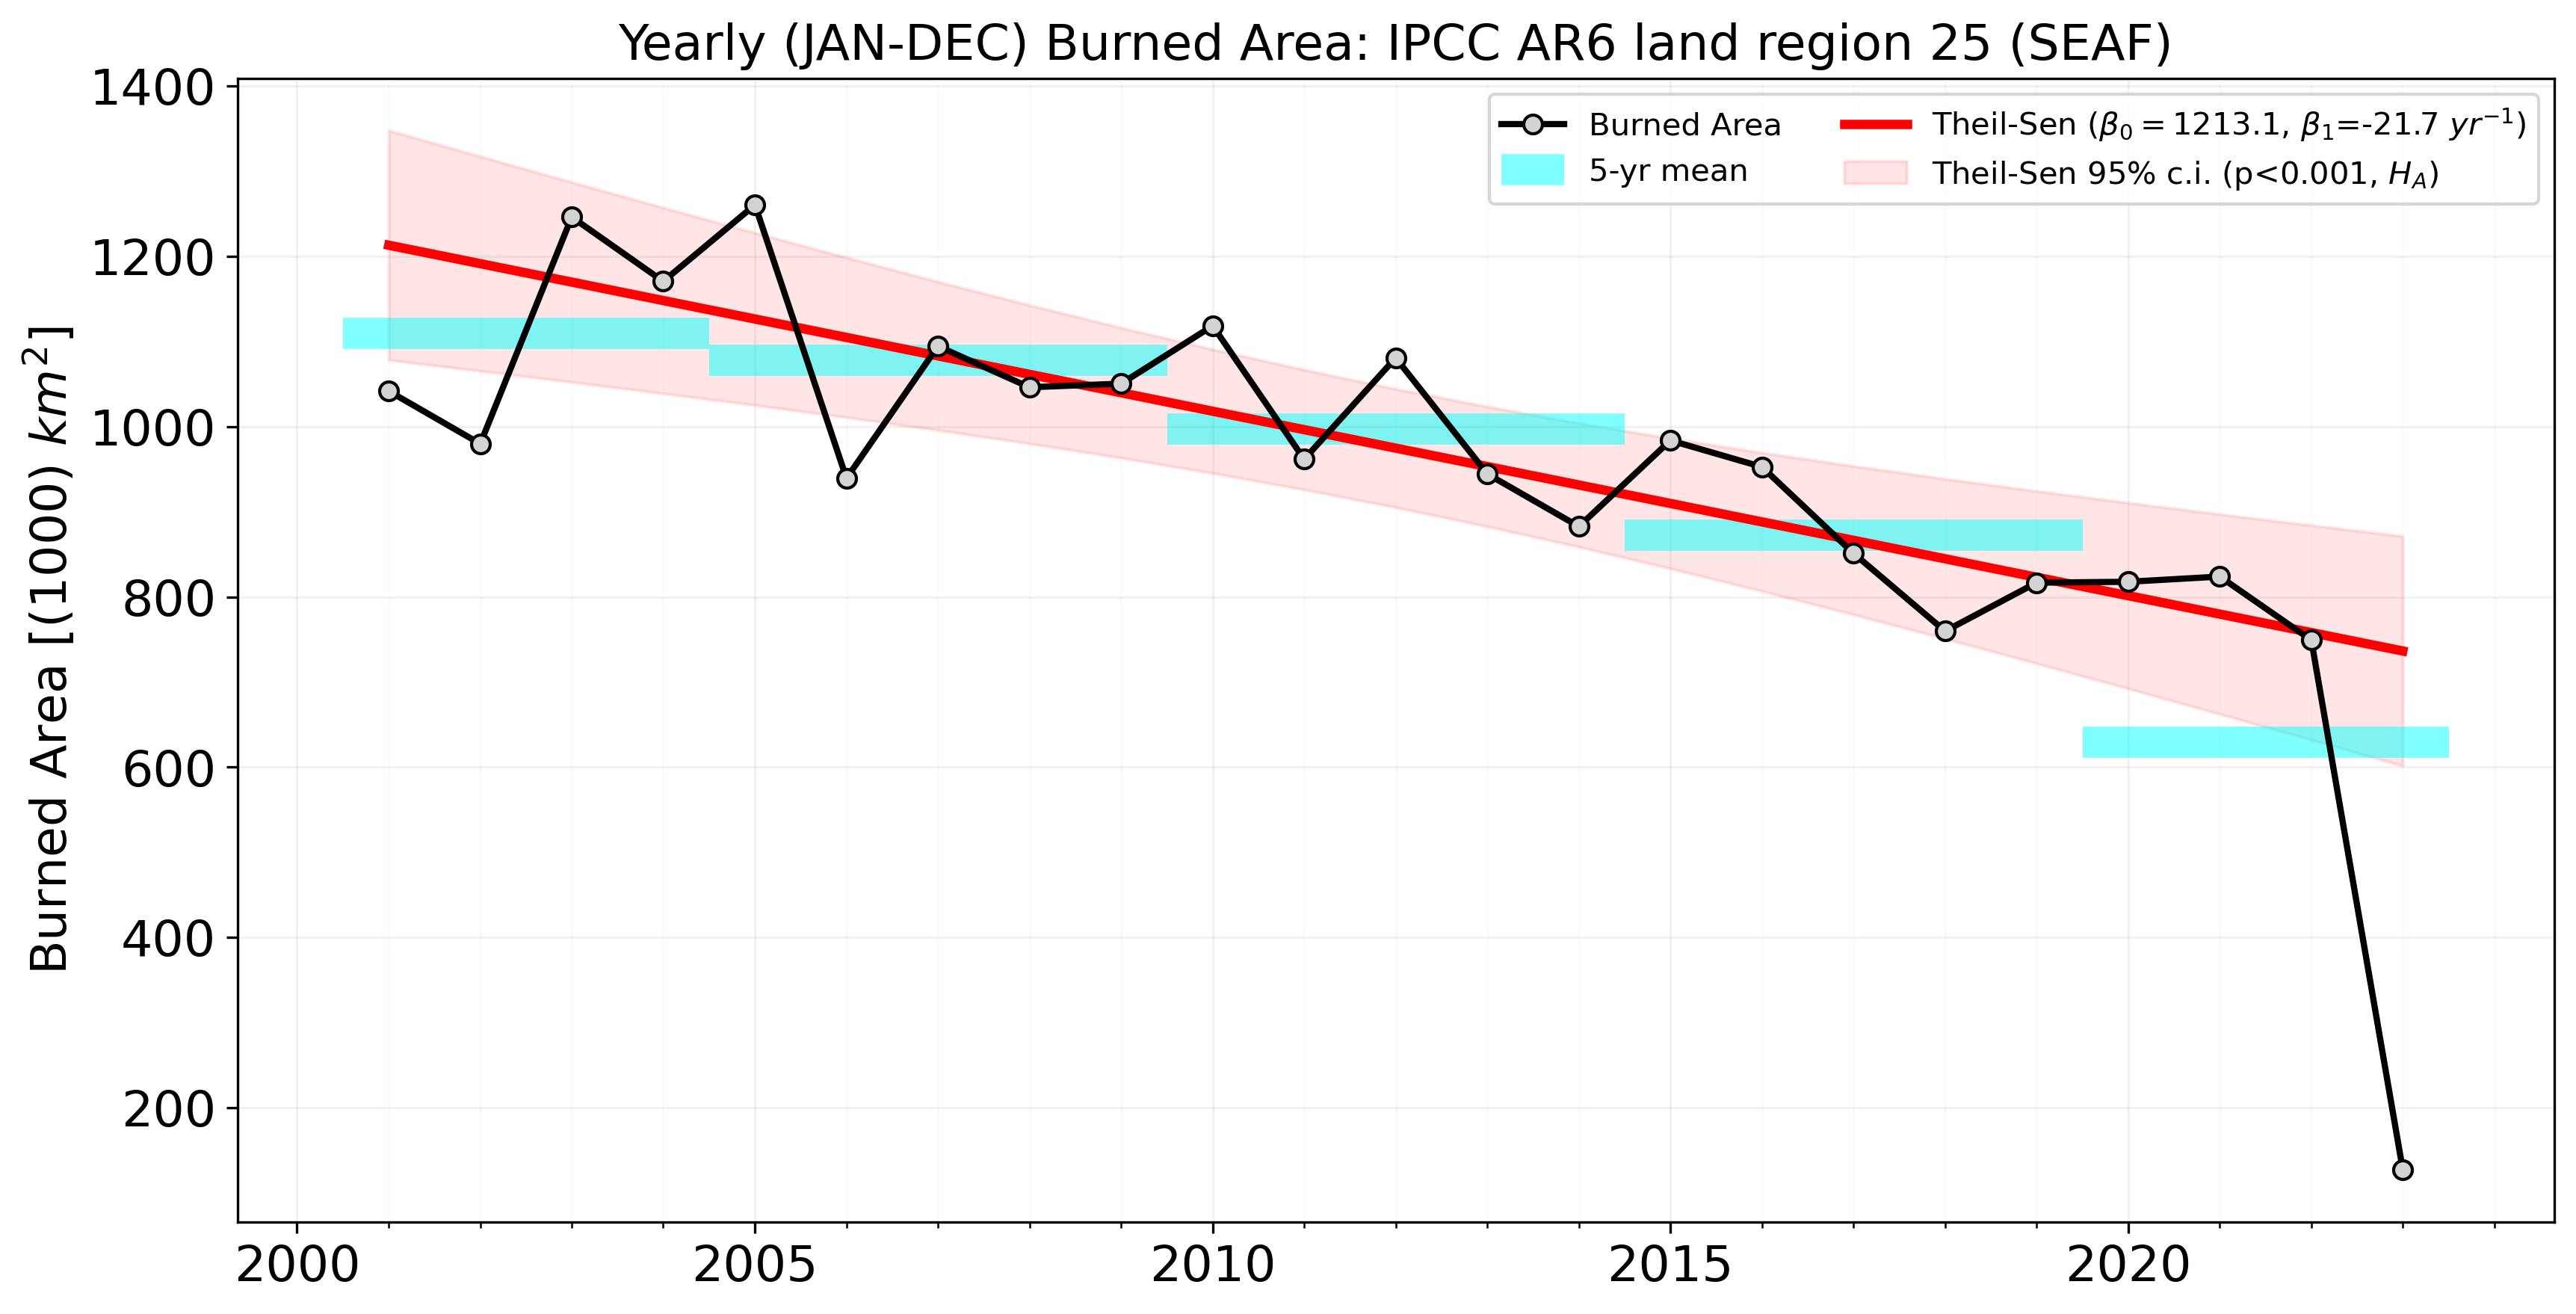 Yearly (JAN-DEC) Burned Area: IPCC AR6 land region 25 (SEAF)
Burned Area
5-yr mean
Theil-Sen (β₀ = 1213.1, β₁=-21.7 yr⁻¹)
Theil-Sen 95% c.i. (p<0.001, H_A)
Burned Area [(1000) km²]
1400
1200
1000
800
600
400
200
2000 2005 2010 2015 2020